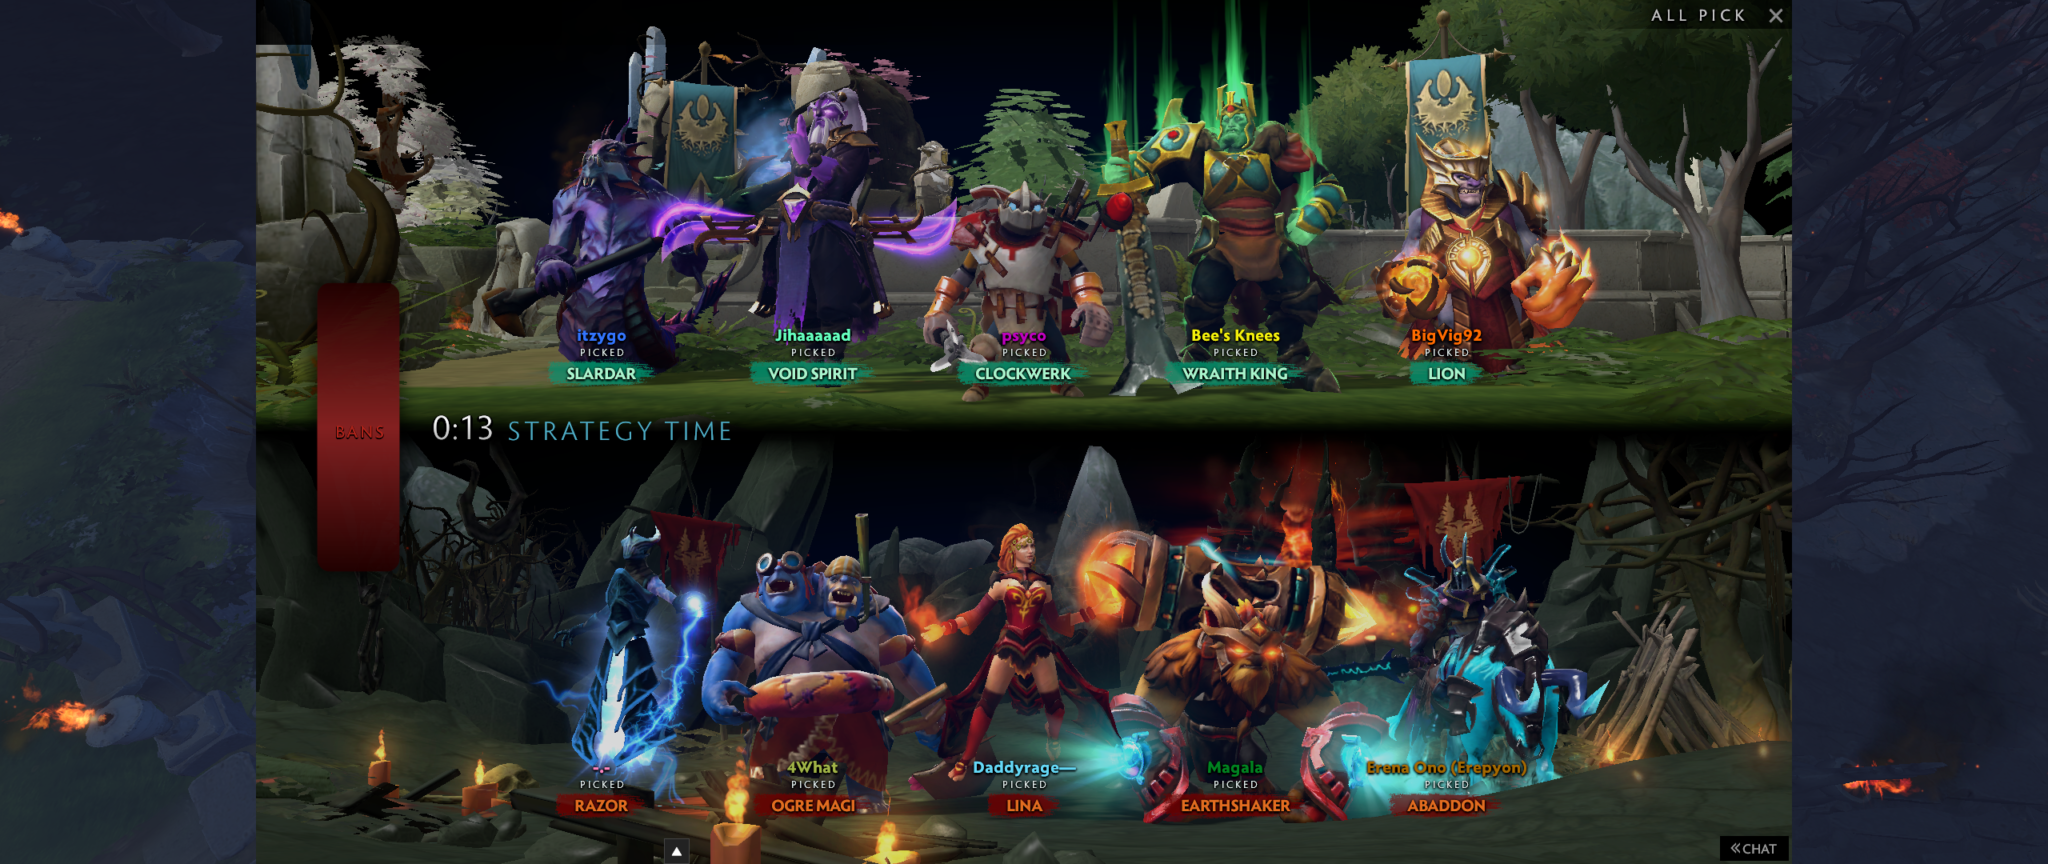 ALL PICK
itzygo
PICKED
SLARDAR
Jihaaaaad
PICKED
VOID SPIRIT
psyco
PICKED
CLOCKWERK
Bee's Knees
PICKED
WRAITH KING
BigVig92
PICKED
LION
BANS
0:13 STRATEGY TIME
PICKED
RAZOR
4What
PICKED
OGRE MAGI
Daddyrage—
PICKED
LINA
Magala
PICKED
EARTHSHAKER
Erena Ono (Erepyon)
PICKED
ABADDON
CHAT